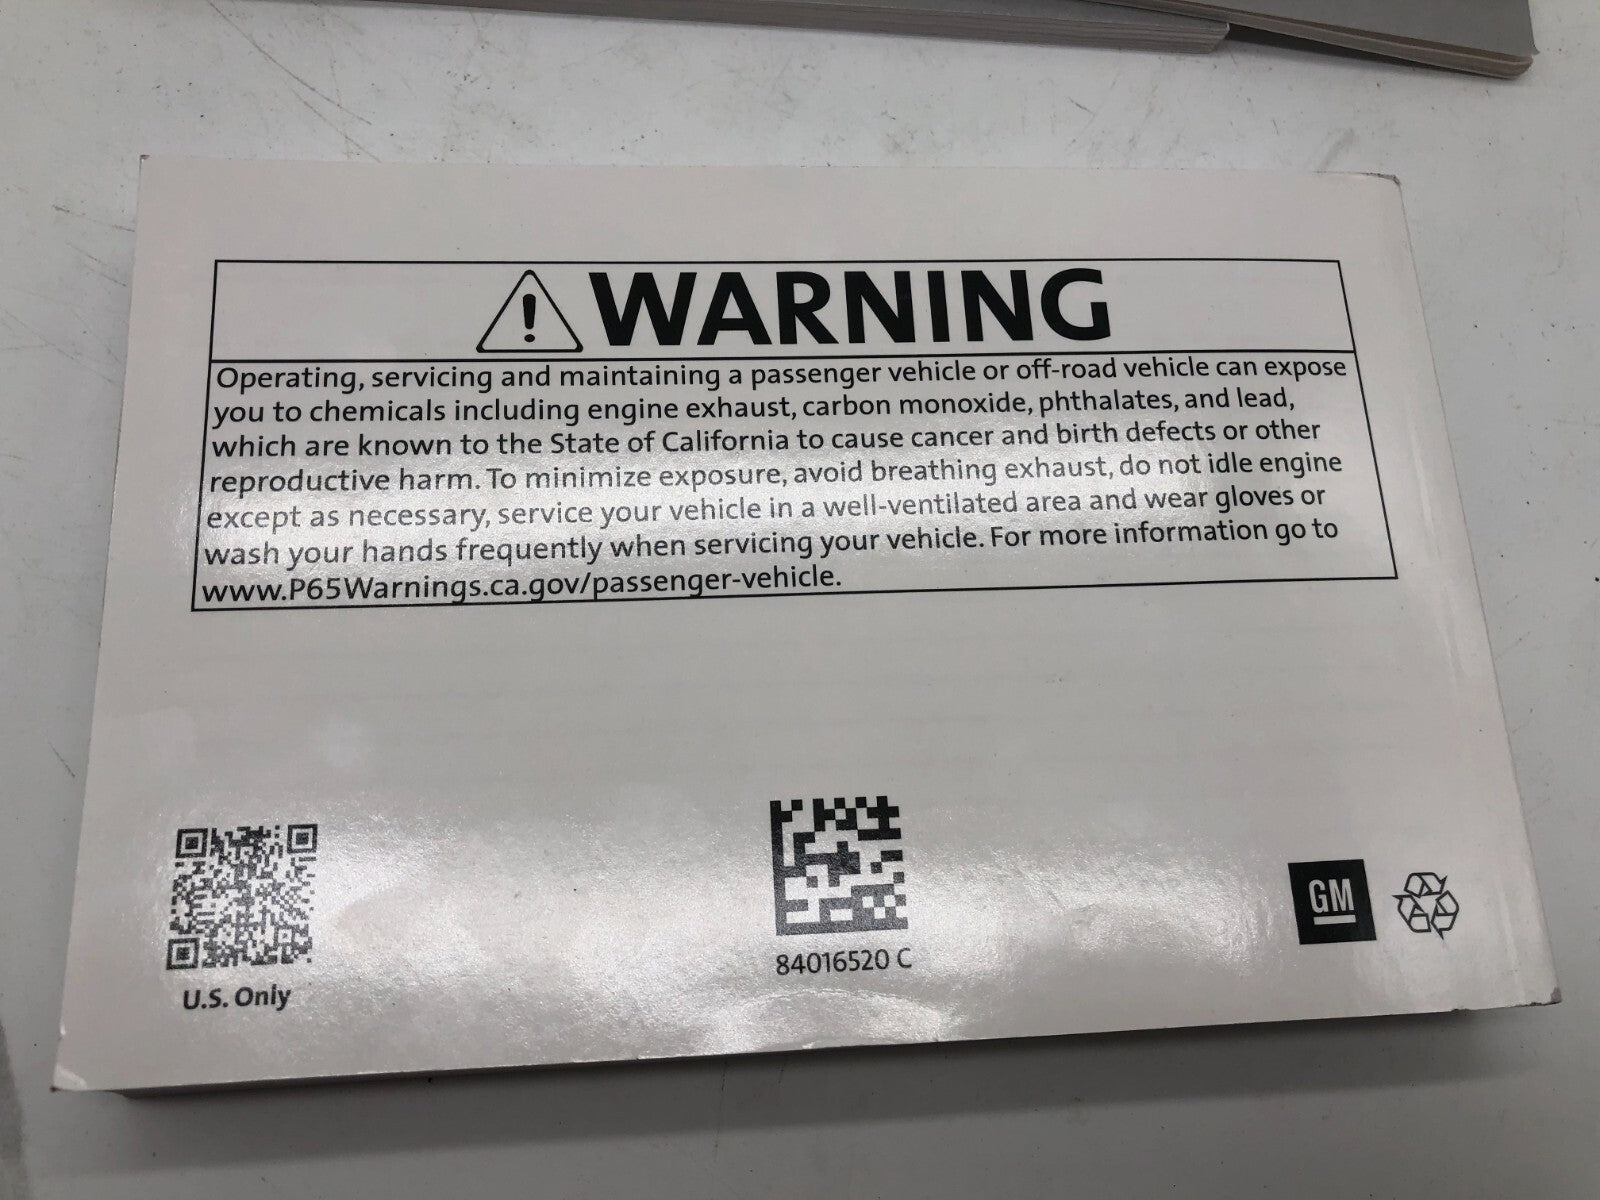 WARNING
Operating, servicing and maintaining a passenger vehicle or off-road vehicle can expose
you to chemicals including engine exhaust, carbon monoxide, phthalates, and lead,
which are known to the State of California to cause cancer and birth defects or other
reproductive harm. To minimize exposure, avoid breathing exhaust, do not idle engine
except as necessary, service your vehicle in a well-ventilated area and wear gloves or
wash your hands frequently when servicing your vehicle. For more information go to
www.P65Warnings.ca.gov/passenger-vehicle.
U.S. Only
84016520 C
GM